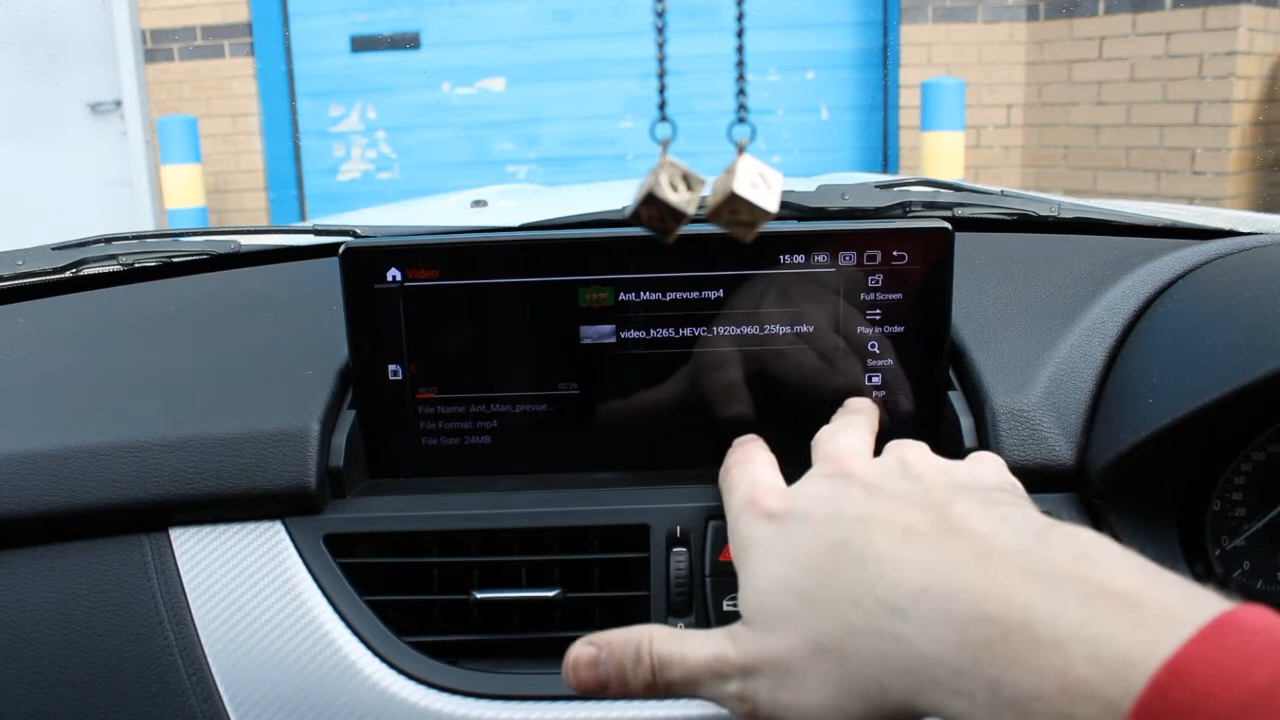 Video
15:00 HD
Ant_Man_prevue.mp4
video_h265_HEVC_1920x960_25fps.mkv
Full Screen
Play In Order
Search
PIP
02:29
File Name: Ant_Man_prevue...
File Format: mp4
File Size: 24MB